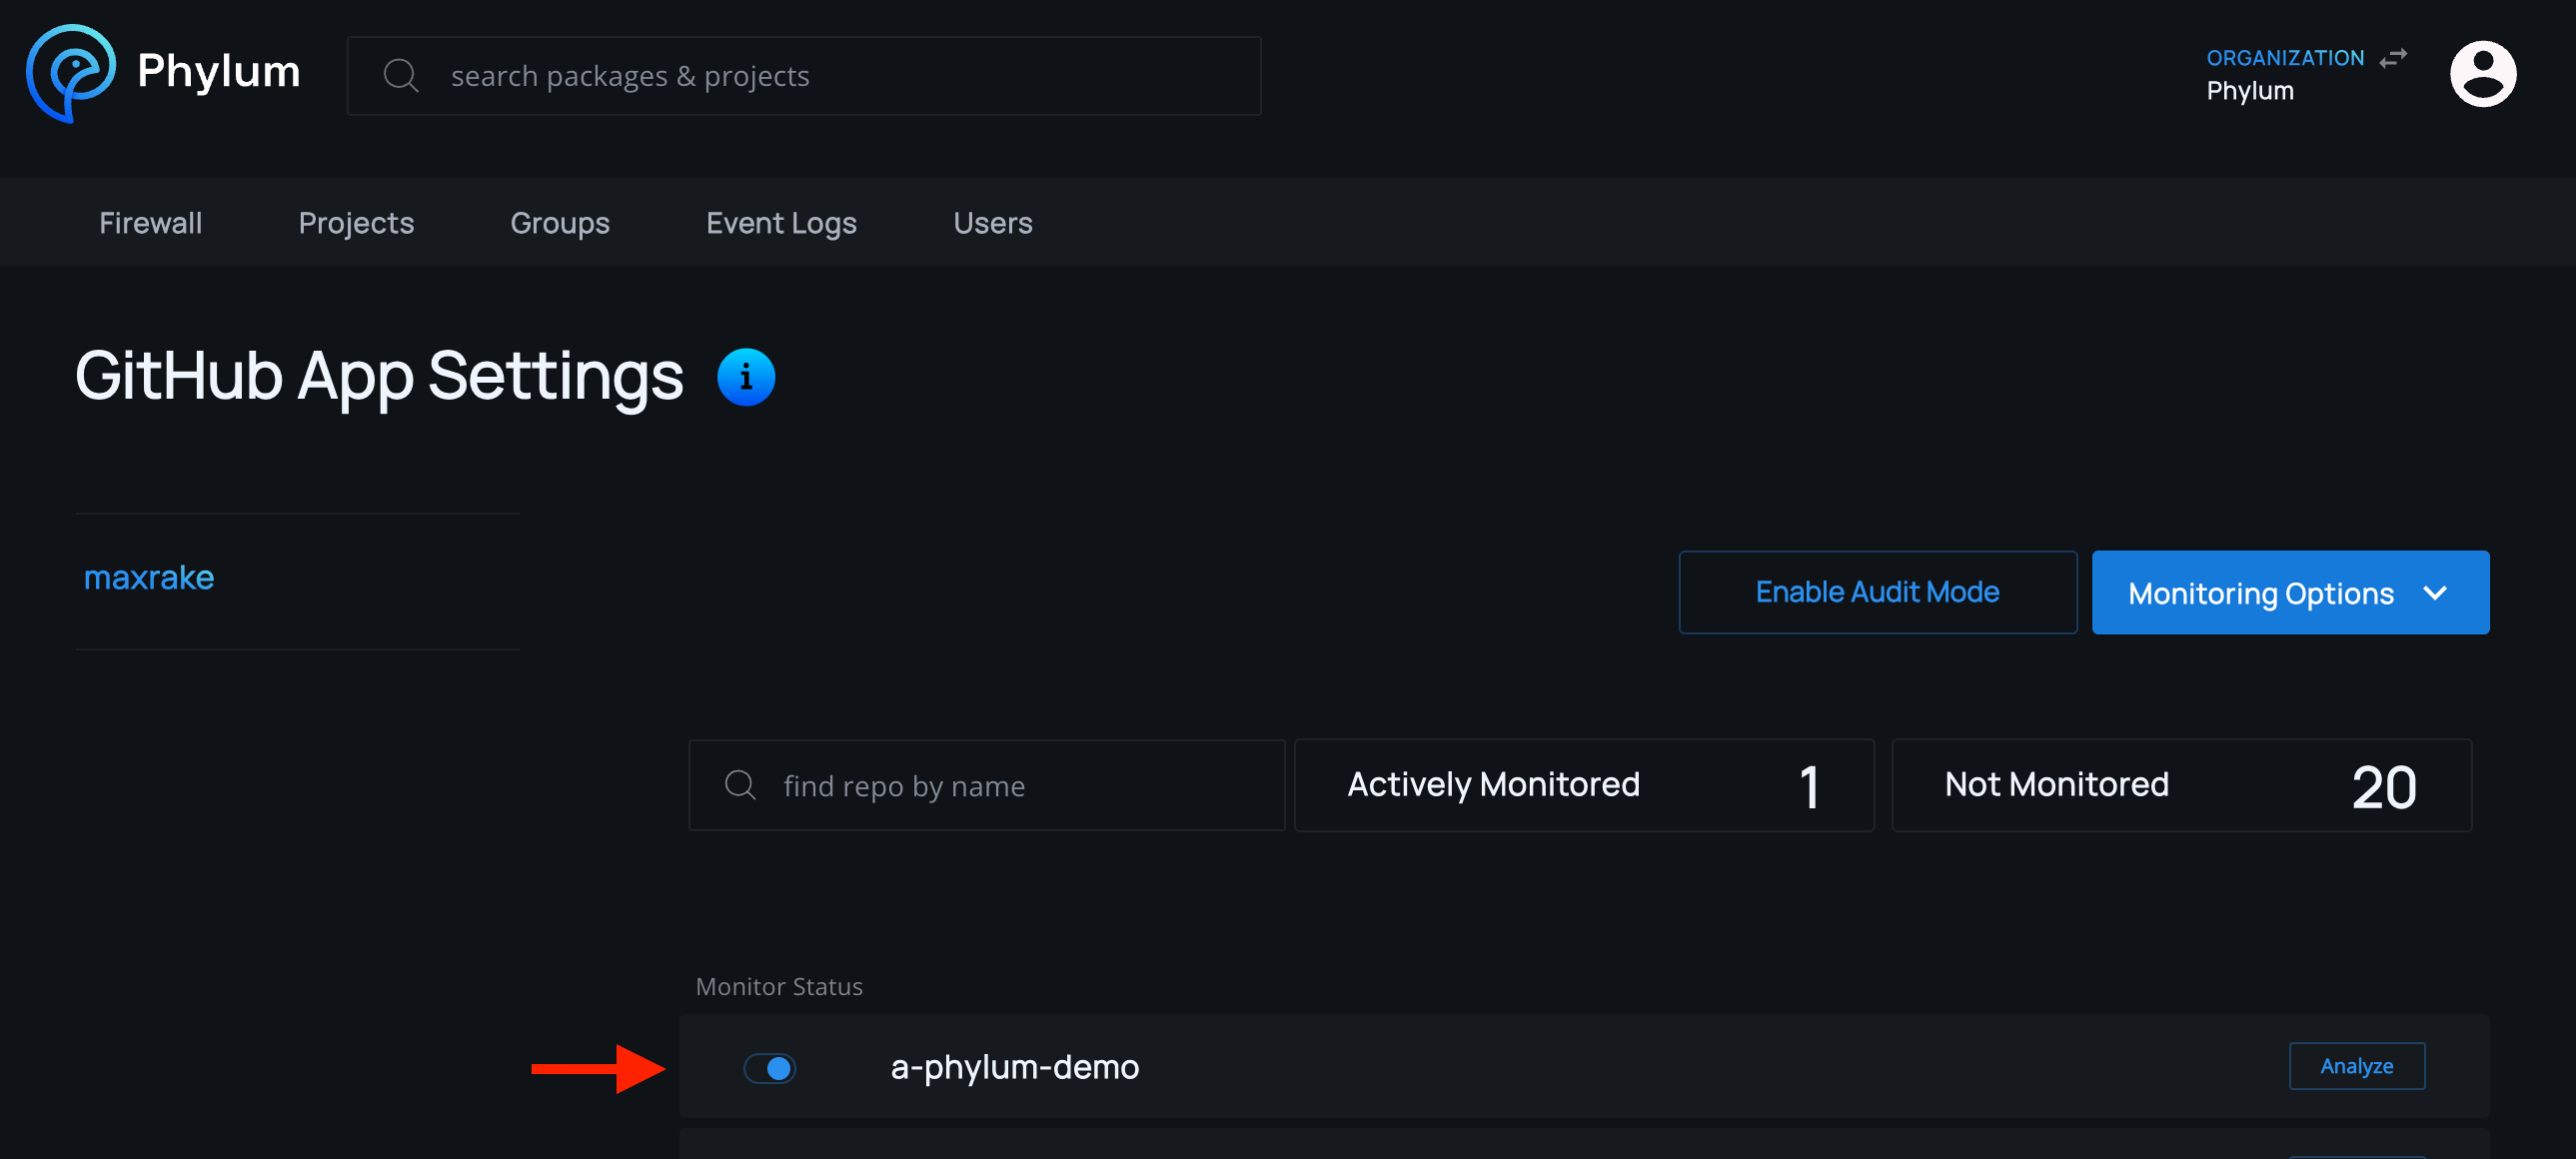 Phylum
search packages & projects
ORGANIZATION
Phylum
Firewall
Projects
Groups
Event Logs
Users
GitHub App Settings
i
maxrake
Enable Audit Mode
Monitoring Options
find repo by name
Actively Monitored
1
Not Monitored
20
Monitor Status
a-phylum-demo
Analyze